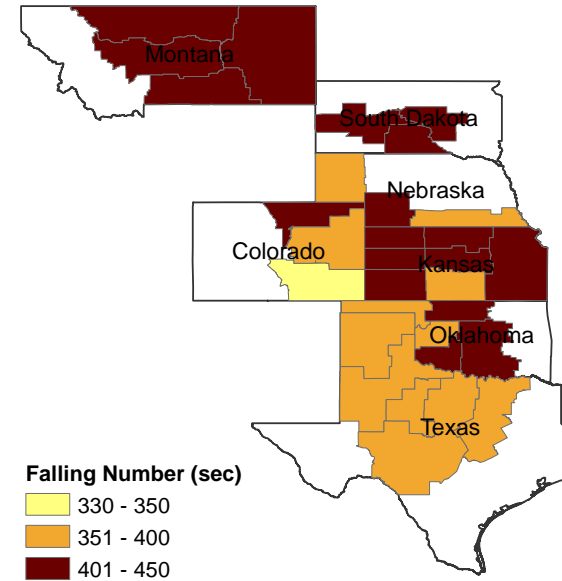 Montana
South Dakota
Nebraska
Colorado
Kansas
Oklahoma
Texas
Falling Number (sec)
330 - 350
351 - 400
401 - 450